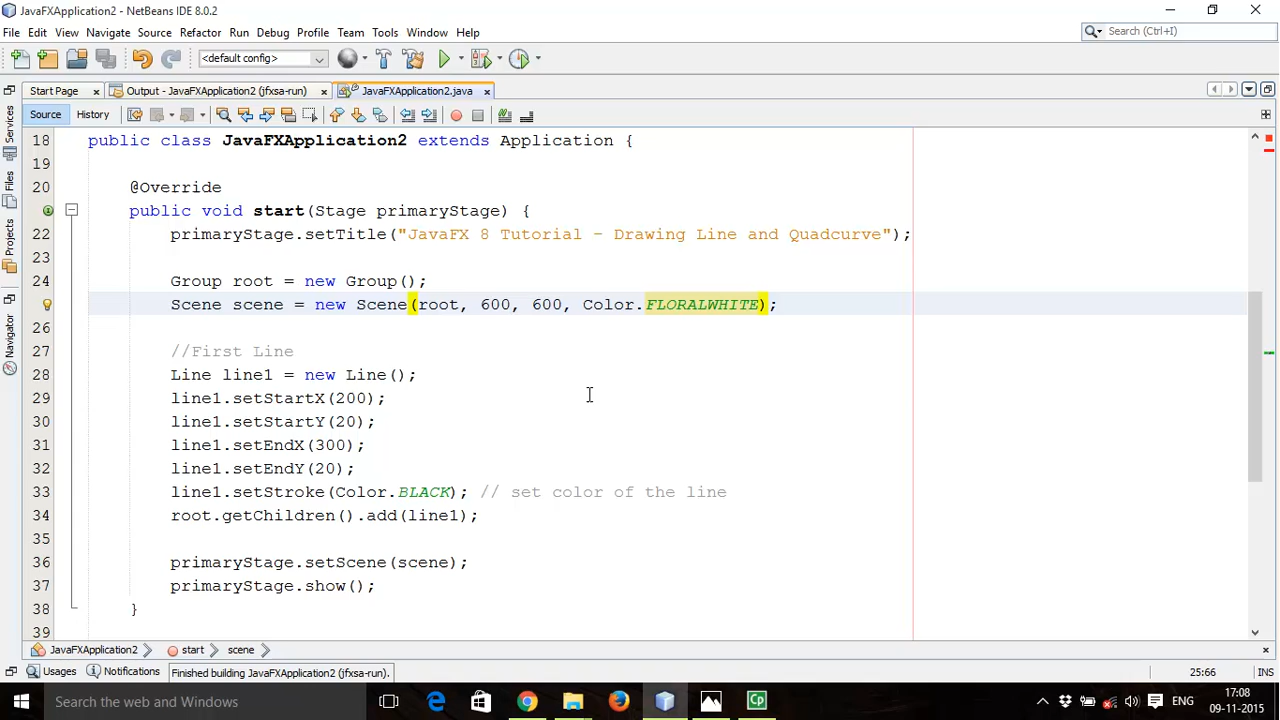 JavaFXApplication2 - NetBeans IDE 8.0.2
File Edit View Navigate Source Refactor Run Debug Profile Team Tools Window Help
Search (Ctrl+I)
<default config>
Start Page
Output - JavaFXApplication2 (jfxsa-run)
JavaFXApplication2.java
Source History
Services
Files
Projects
Navigator
18 public class JavaFXApplication2 extends Application {
19
20 @Override
public void start(Stage primaryStage) {
22 primaryStage.setTitle("JavaFX 8 Tutorial - Drawing Line and Quadcurve");
23
24 Group root = new Group();
Scene scene = new Scene(root, 600, 600, Color.FLORALWHITE);
26
27 //First Line
28 Line line1 = new Line();
29 line1.setStartX(200);
30 line1.setStartY(20);
31 line1.setEndX(300);
32 line1.setEndY(20);
33 line1.setStroke(Color.BLACK); // set color of the line
34 root.getChildren().add(line1);
35
36 primaryStage.setScene(scene);
37 primaryStage.show();
38 }
39
JavaFXApplication2 start scene
Usages Notifications Finished building JavaFXApplication2 (jfxsa-run).
25:66 INS
Search the web and Windows
Cp
ENG
17:08
09-11-2015